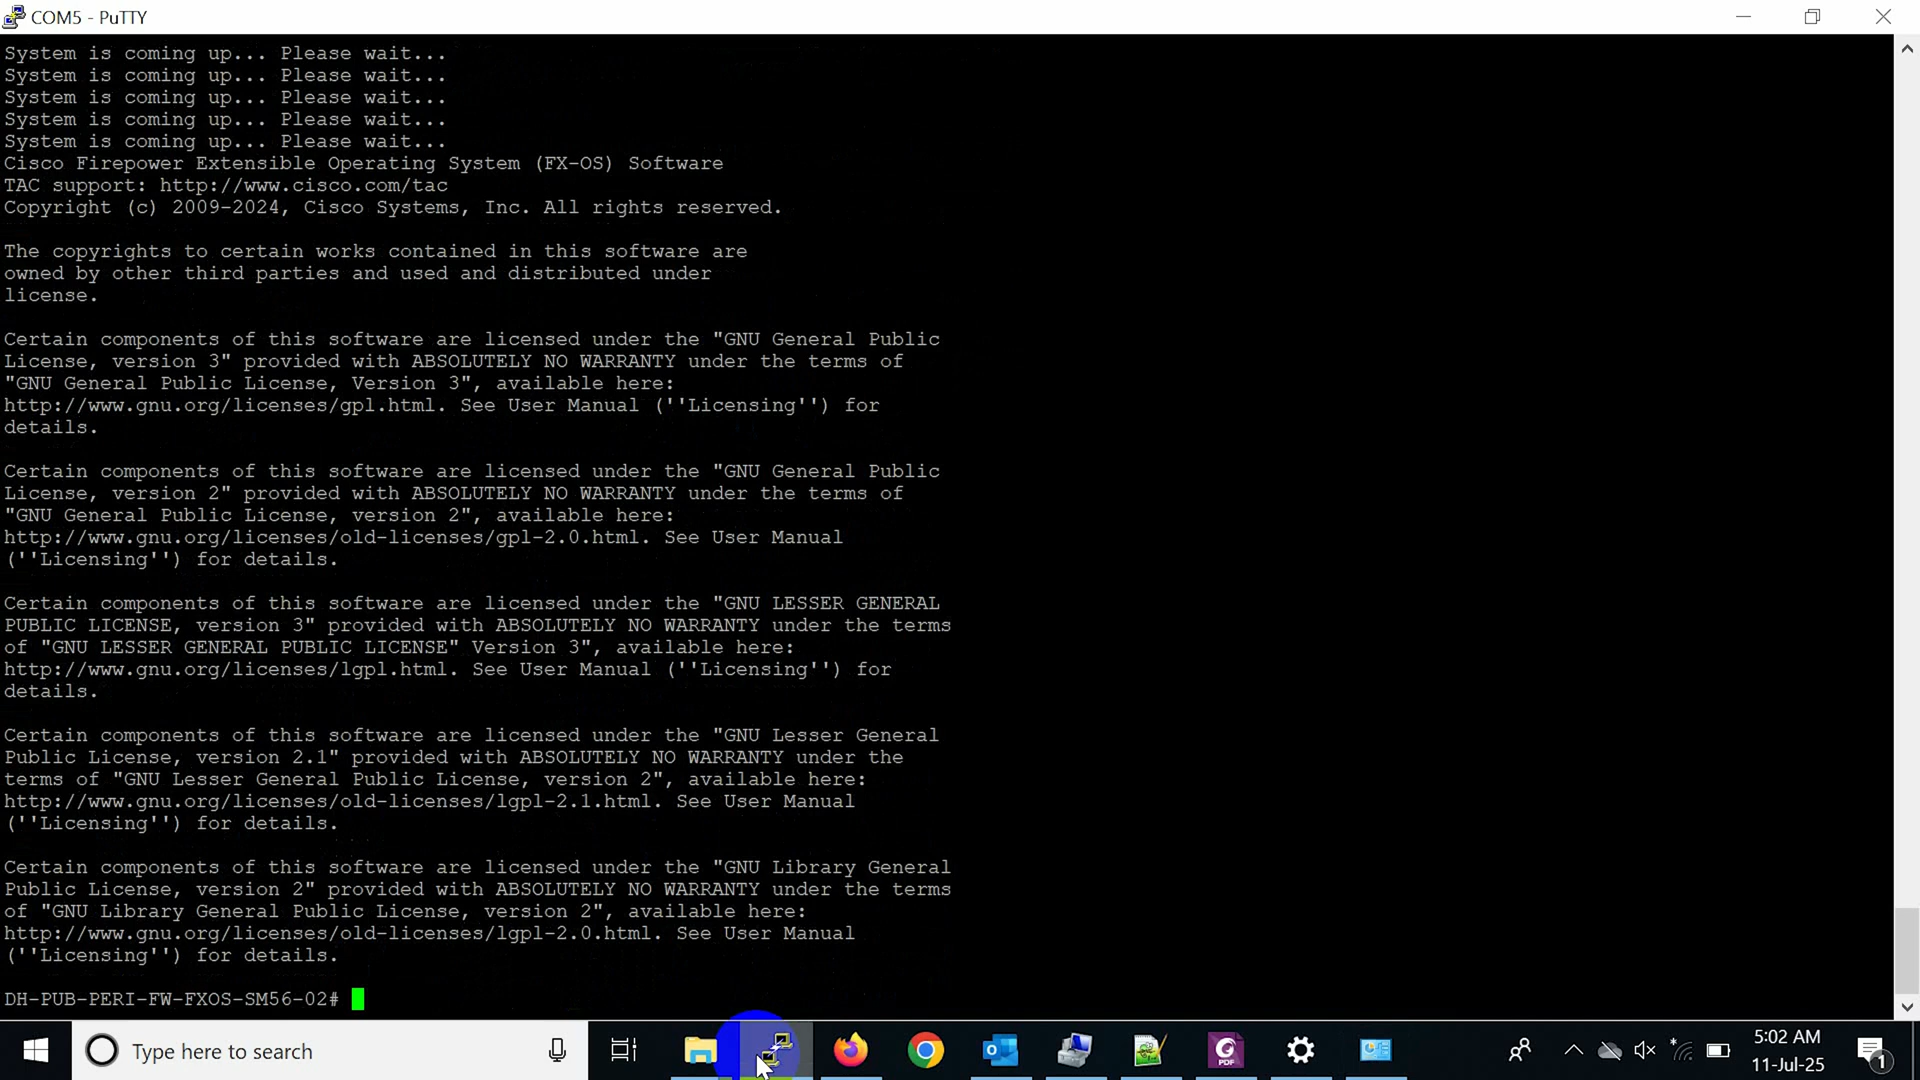 COM5 - PuTTY
System is coming up... Please wait...
System is coming up... Please wait...
System is coming up... Please wait...
System is coming up... Please wait...
System is coming up... Please wait...
Cisco Firepower Extensible Operating System (FX-OS) Software
TAC support: http://www.cisco.com/tac
Copyright (c) 2009-2024, Cisco Systems, Inc. All rights reserved.
The copyrights to certain works contained in this software are
owned by other third parties and used and distributed under
license.
Certain components of this software are licensed under the "GNU General Public
License, version 3" provided with ABSOLUTELY NO WARRANTY under the terms of
"GNU General Public License, Version 3", available here:
http://www.gnu.org/licenses/gpl.html. See User Manual (''Licensing'') for
details.
Certain components of this software are licensed under the "GNU General Public
License, version 2" provided with ABSOLUTELY NO WARRANTY under the terms of
"GNU General Public License, version 2", available here:
http://www.gnu.org/licenses/old-licenses/gpl-2.0.html. See User Manual
(''Licensing'') for details.
Certain components of this software are licensed under the "GNU LESSER GENERAL
PUBLIC LICENSE, version 3" provided with ABSOLUTELY NO WARRANTY under the terms
of "GNU LESSER GENERAL PUBLIC LICENSE" Version 3", available here:
http://www.gnu.org/licenses/lgpl.html. See User Manual (''Licensing'') for
details.
Certain components of this software are licensed under the "GNU Lesser General
Public License, version 2.1" provided with ABSOLUTELY NO WARRANTY under the
terms of "GNU Lesser General Public License, version 2", available here:
http://www.gnu.org/licenses/old-licenses/lgpl-2.1.html. See User Manual
(''Licensing'') for details.
Certain components of this software are licensed under the "GNU Library General
Public License, version 2" provided with ABSOLUTELY NO WARRANTY under the terms
of "GNU Library General Public License, version 2", available here:
http://www.gnu.org/licenses/old-licenses/lgpl-2.0.html. See User Manual
(''Licensing'') for details.
DH-PUB-PERI-FW-FXOS-SM56-02#
Type here to search
PDF
5:02 AM
11-Jul-25
1